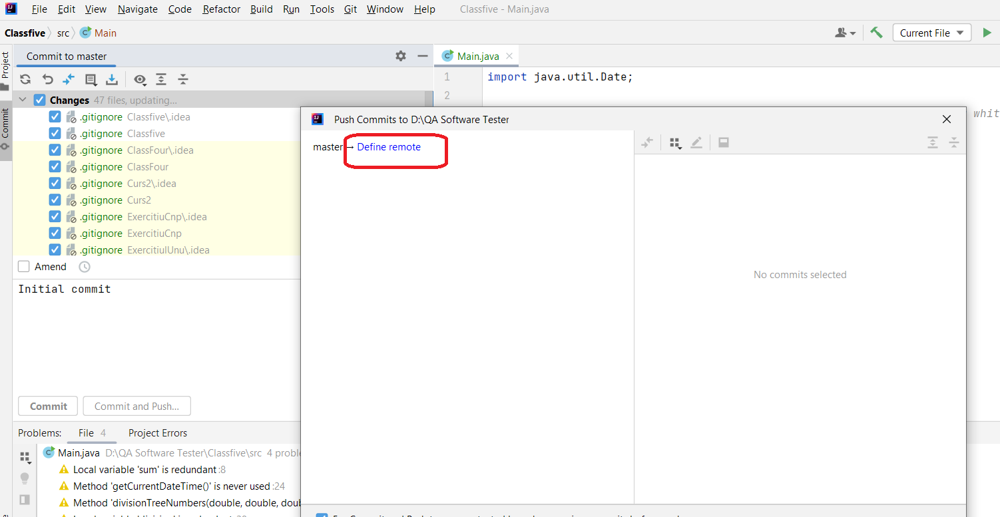 File Edit View Navigate Code Refactor Build Run Tools Git Window Help Classfive - Main.java
Classfive src Main Current File
Project
Commit
Commit to master
Main.java
1 import java.util.Date;
2
whit
Changes 47 files, updating...
.gitignore Classfive\.idea
.gitignore Classfive
.gitignore ClassFour\.idea
.gitignore ClassFour
.gitignore Curs2\.idea
.gitignore Curs2
.gitignore ExercitiuCnp\.idea
.gitignore ExercitiuCnp
.gitignore ExercitiulUnu\.idea
Amend
Initial commit
Commit Commit and Push...
Push Commits to D:\QA Software Tester
master → Define remote
No commits selected
Problems: File 4 Project Errors
Main.java D:\QA Software Tester\Classfive\src 4 proble
Local variable 'sum' is redundant :8
Method 'getCurrentDateTime()' is never used :24
Method 'divisionTreeNumbers(double, double, doub